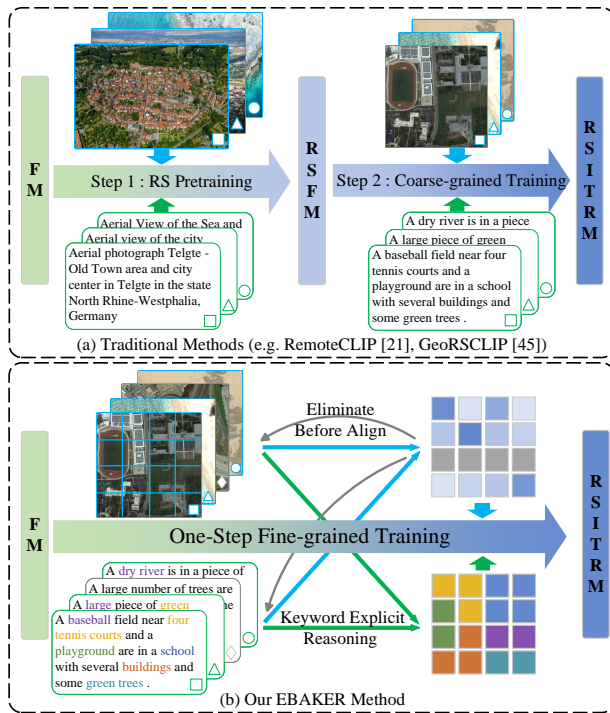 FM
Step 1 : RS Pretraining
RSFM
Step 2 : Coarse-grained Training
RSITRM
Aerial View of the Sea and
Aerial view of the city
Aerial photograph Telgte -
Old Town area and city
center in Telgte in the state
North Rhine-Westphalia,
Germany
A dry river is in a piece
A large piece of green
A baseball field near four
tennis courts and a
playground are in a school
with several buildings and
some green trees .
(a) Traditional Methods (e.g. RemoteCLIP [21], GeoRSCLIP [45])
Eliminate
Before Align
FM
One-Step Fine-grained Training
RSITRM
A dry river is in a piece of
A large number of trees are
A large piece of green
ne
A baseball field near four
tennis courts and a
playground are in a school
with several buildings and
some green trees .
Keyword Explicit
Reasoning
(b) Our EBAKER Method